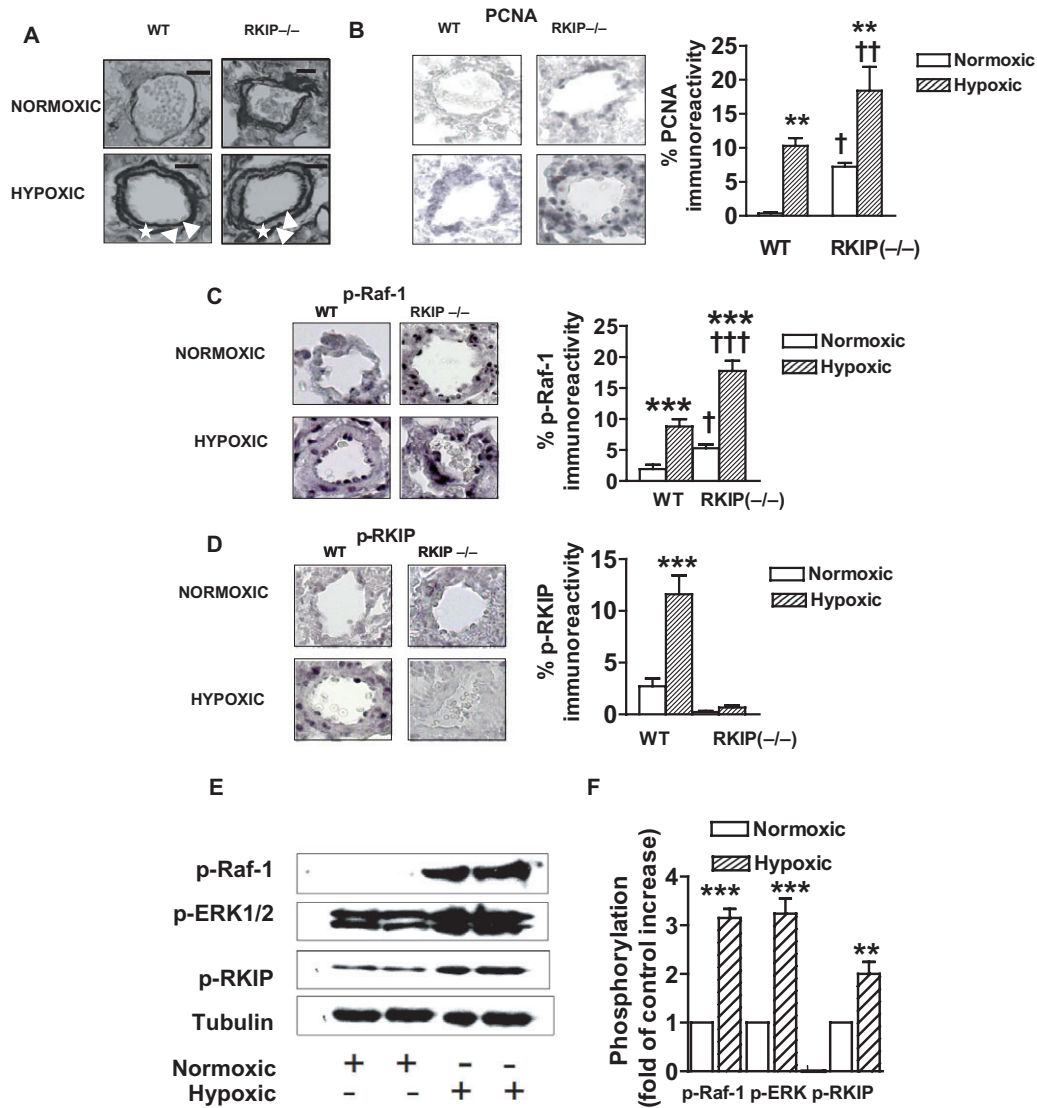 A
WT
RKIP–/–
NORMOXIC
HYPOXIC
B
PCNA
WT
RKIP–/–
% PCNA
immunoreactivity
25
20
15
10
5
0
**
†
**
††
WT
RKIP(–/–)
Normoxic
Hypoxic
C
p-Raf-1
WT
RKIP –/–
NORMOXIC
HYPOXIC
% p-Raf-1
immunoreactivity
25
20
15
10
5
0
***
†
***
†††
WT
RKIP(–/–)
Normoxic
Hypoxic
D
p-RKIP
WT
RKIP –/–
NORMOXIC
HYPOXIC
% p-RKIP
immunoreactivity
15
10
5
0
***
WT
RKIP(–/–)
Normoxic
Hypoxic
E
p-Raf-1
p-ERK1/2
p-RKIP
Tubulin
Normoxic + + - -
Hypoxic - - + +
F
Normoxic
Hypoxic
Phosphorylation
(fold of control increase)
4
3
2
1
0
***
***
**
p-Raf-1 p-ERK p-RKIP